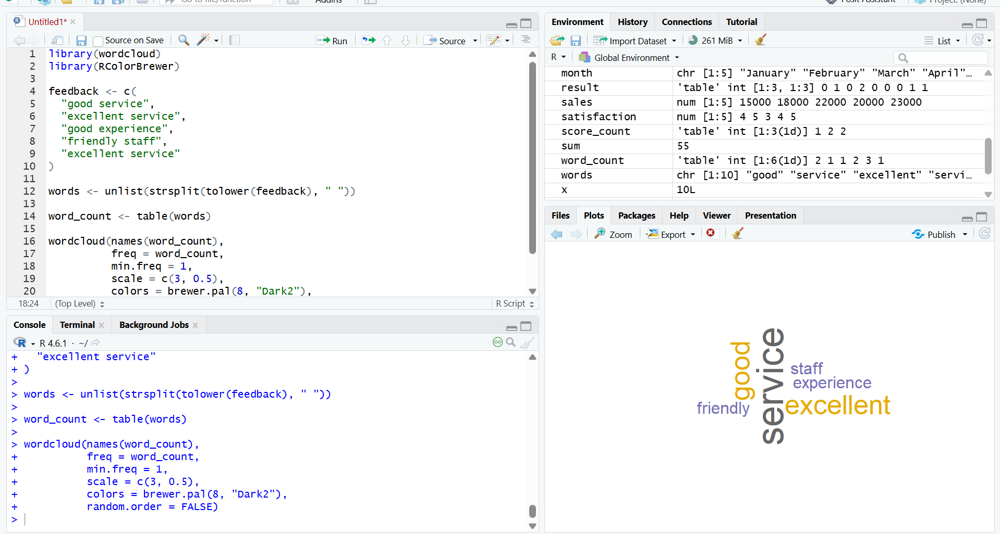 Go to file/function
Addins
Posit Assistant
Project: (None)
Untitled1*
Source on Save
Run
Source
1 library(wordcloud)
2 library(RColorBrewer)
3
4 feedback <- c(
5   "good service",
6   "excellent service",
7   "good experience",
8   "friendly staff",
9   "excellent service"
10 )
11
12 words <- unlist(strsplit(tolower(feedback), " "))
13
14 word_count <- table(words)
15
16 wordcloud(names(word_count),
17           freq = word_count,
18           min.freq = 1,
19           scale = c(3, 0.5),
20           colors = brewer.pal(8, "Dark2"),
18:24 (Top Level) R Script
Console Terminal Background Jobs
R 4.6.1 · ~/
+   "excellent service"
+ )
>
> words <- unlist(strsplit(tolower(feedback), " "))
>
> word_count <- table(words)
>
> wordcloud(names(word_count),
+           freq = word_count,
+           min.freq = 1,
+           scale = c(3, 0.5),
+           colors = brewer.pal(8, "Dark2"),
+           random.order = FALSE)
>
Environment History Connections Tutorial
Import Dataset 261 MiB List
R Global Environment
month chr [1:5] "January" "February" "March" "April"…
result 'table' int [1:3, 1:3] 0 1 0 2 0 0 0 1 1
sales num [1:5] 15000 18000 22000 20000 23000
satisfaction num [1:5] 4 5 3 4 5
score_count 'table' int [1:3(1d)] 1 2 2
sum 55
word_count 'table' int [1:6(1d)] 2 1 1 2 3 1
words chr [1:10] "good" "service" "excellent" "servi…
x 10L
Files Plots Packages Help Viewer Presentation
Zoom Export Publish
service
good
staff
experience
excellent
friendly